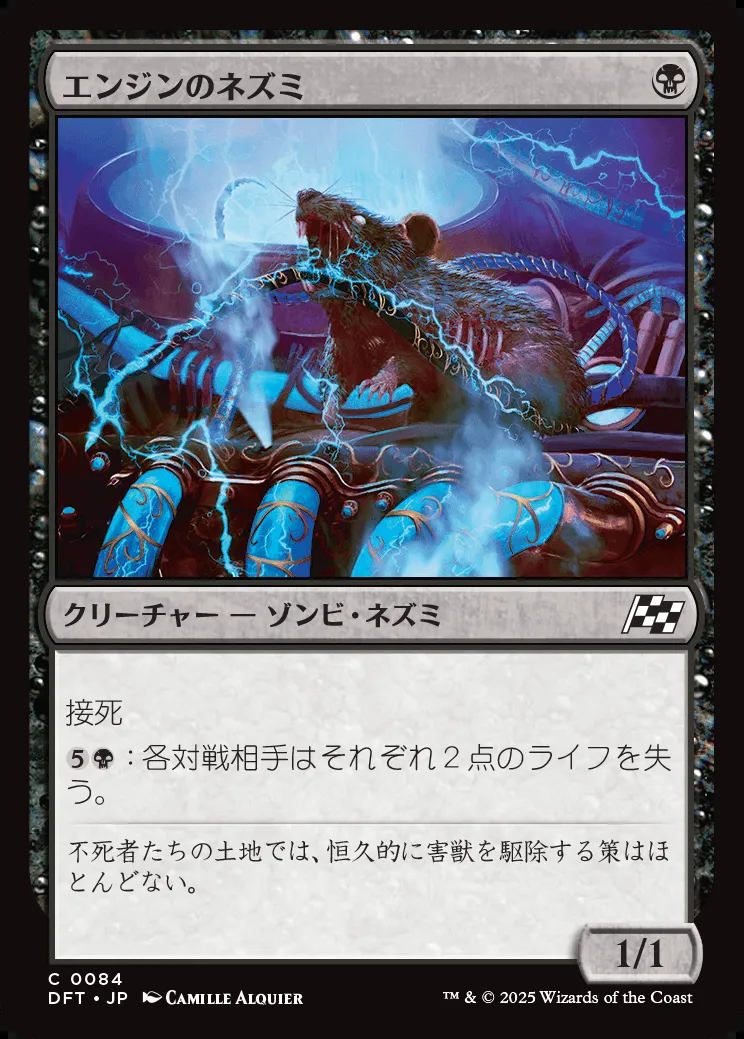 エンジンのネズミ
クリーチャー — ゾンビ・ネズミ
接死
5：各対戦相手はそれぞれ２点のライフを失
う。
不死者たちの土地では、恒久的に害獣を駆除する策はほ
とんどない。
1/1
C 0084
DFT • JP CAMILLE ALQUIER
™ & © 2025 Wizards of the Coast